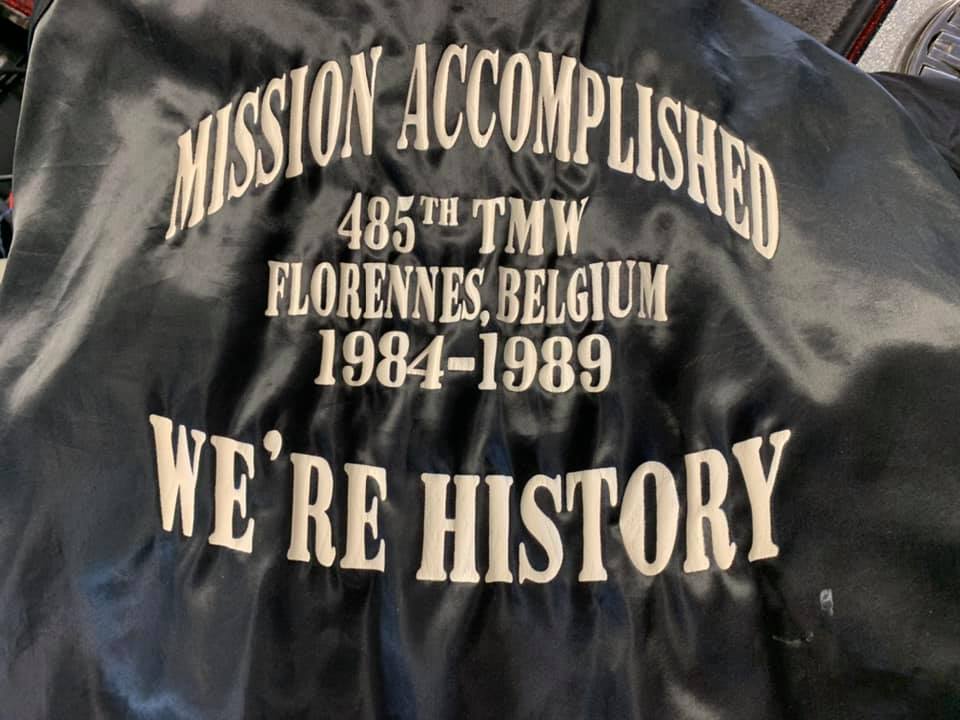 MISSION ACCOMPLISHED
485TH TMW
FLORENNES, BELGIUM
1984-1989
WE'RE HISTORY